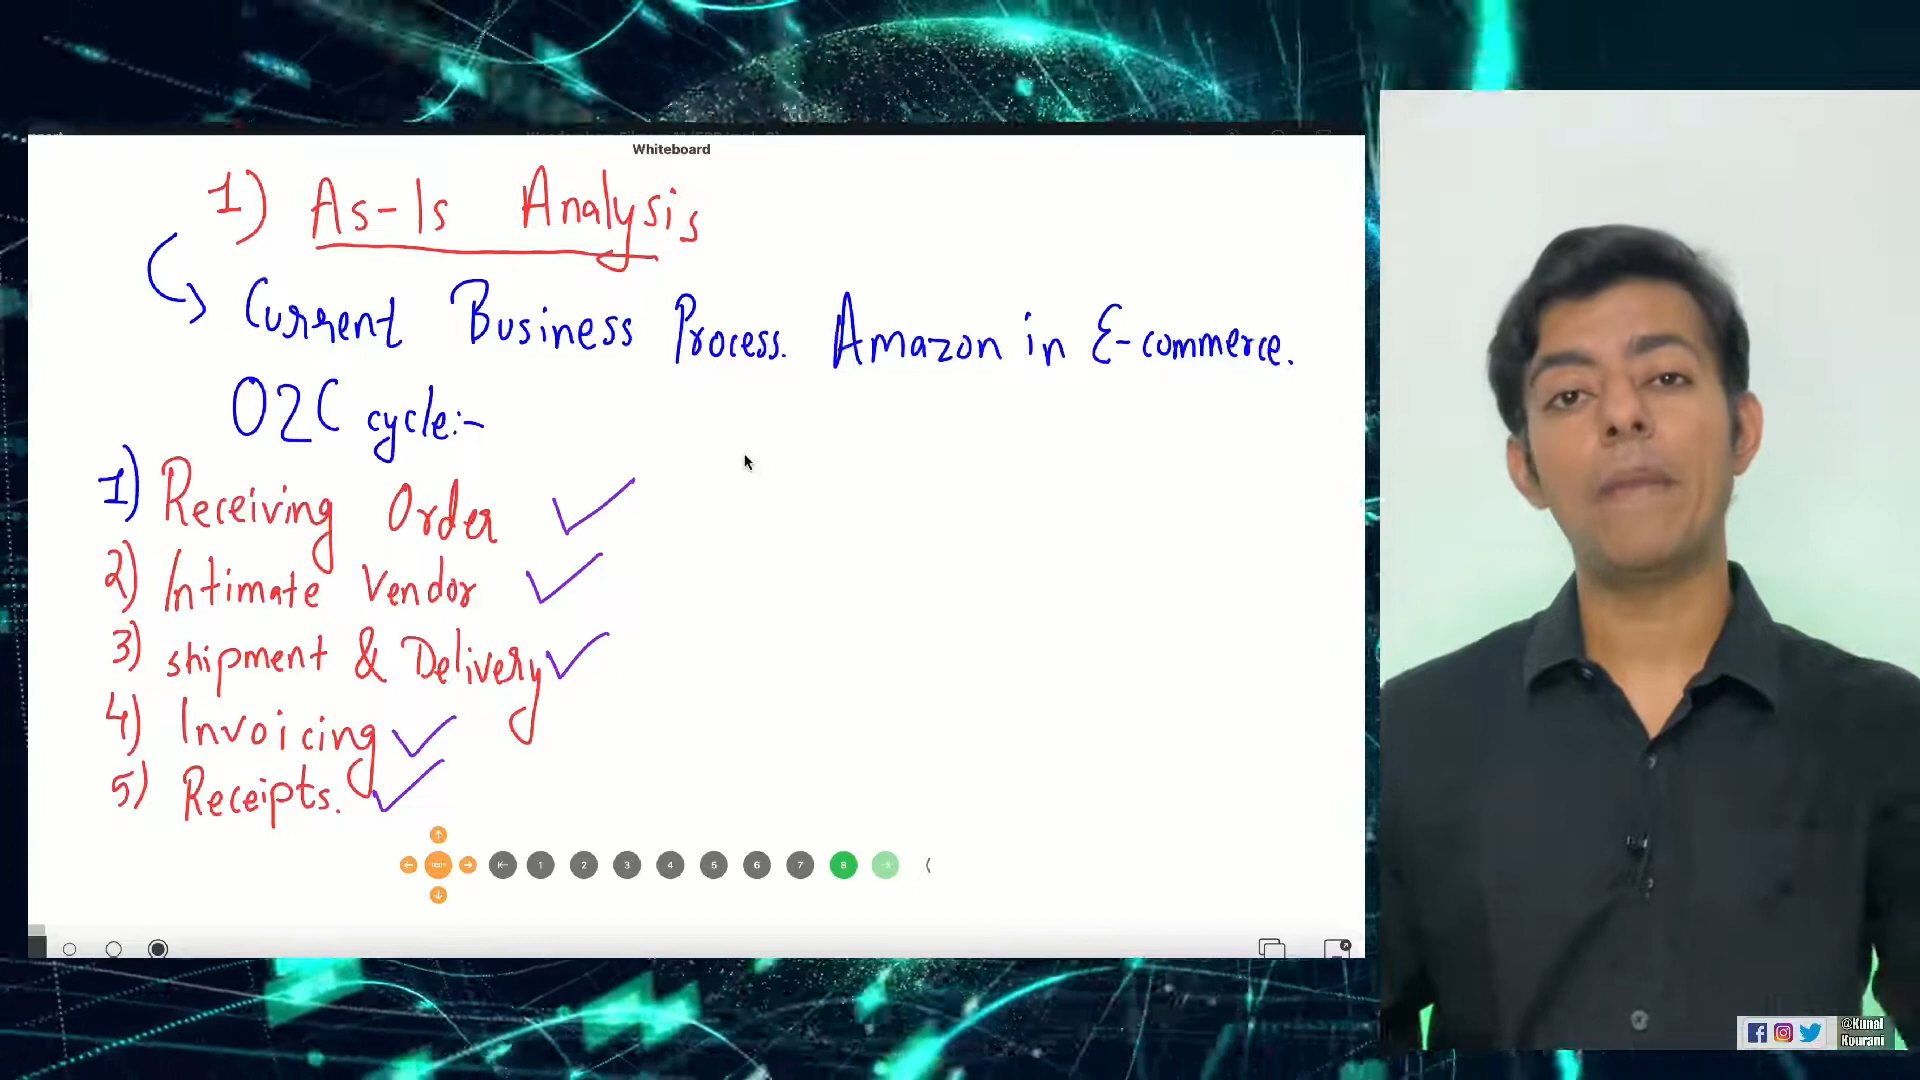 Whiteboard
1) As-Is Analysis
Current Business Process. Amazon in E-commerce.
O2C cycle:-
1) Receiving Order
2) Intimate Vendor
3) shipment & Delivery
4) Invoicing
5) Receipts.
1 2 3 4 5 6 7 8
@Kunal
Kourani